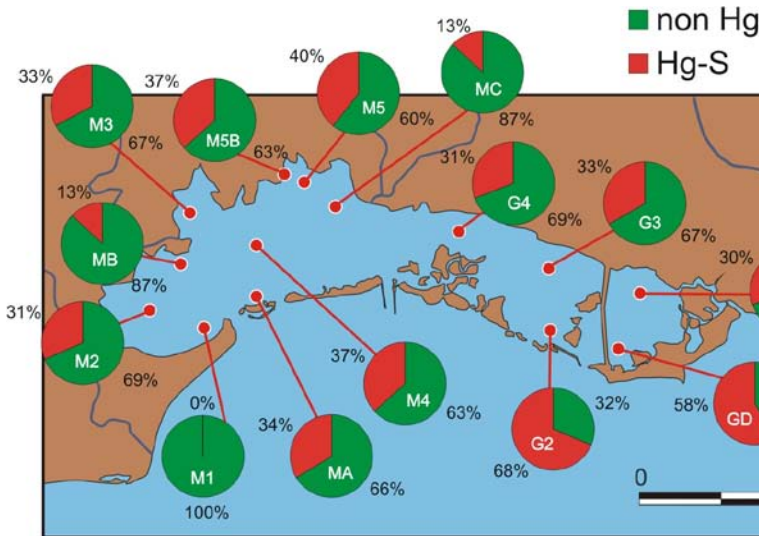 non Hg
Hg-S
13%
40%
37%
33%
MC
M5
M3
M5B
60%
87%
67%
63%
31%
33%
13%
G4
G3
69%
67%
MB
30%
87%
31%
M2
69%
37%
M4
63%
32%
58%
GD
0%
34%
G2
68%
M1
MA
66%
100%
0